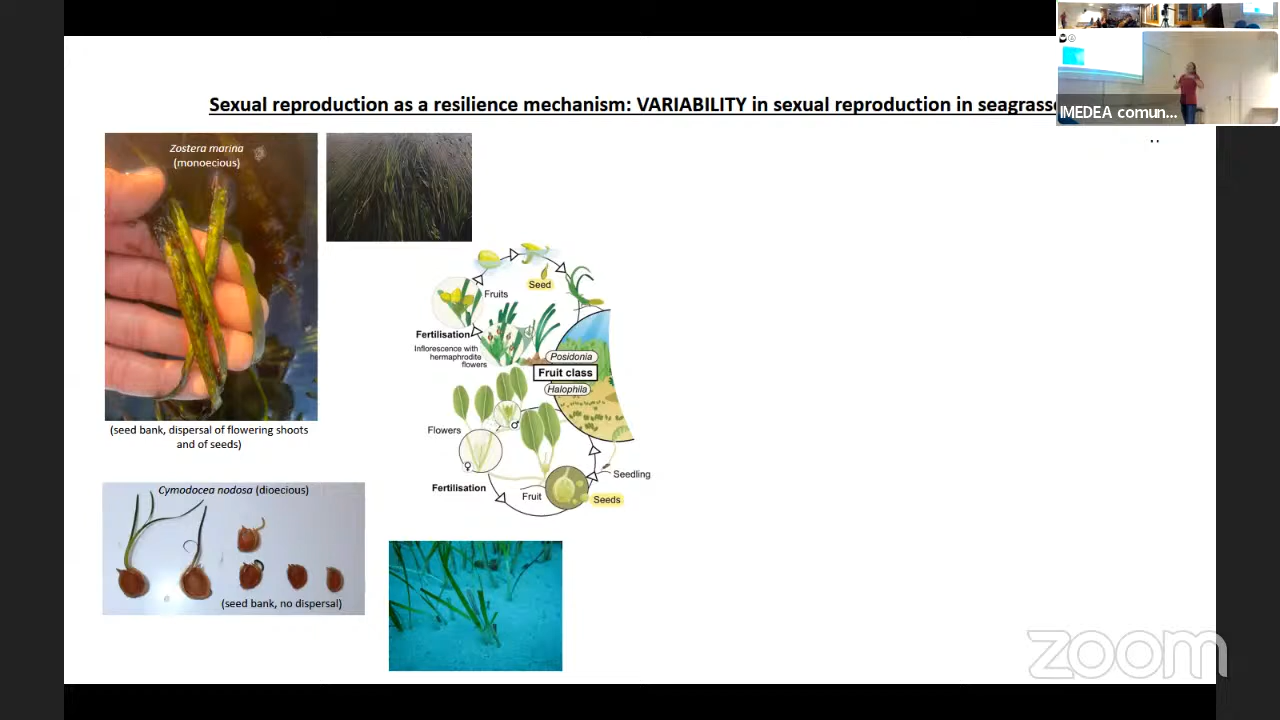 Sexual reproduction as a resilience mechanism: VARIABILITY in sexual reproduction in seagrasse
IMEDEA comun...
Zostera marina
(monoecious)
(seed bank, dispersal of flowering shoots
and of seeds)
Seed
Fruits
Fertilisation
Inflorescence with
hermaphrodite
flowers
Posidonia
Fruit class
Halophila
Flowers
♂
♀
Fertilisation
Seedling
Fruit
Seeds
Cymodocea nodosa (dioecious)
(seed bank, no dispersal)
zoom